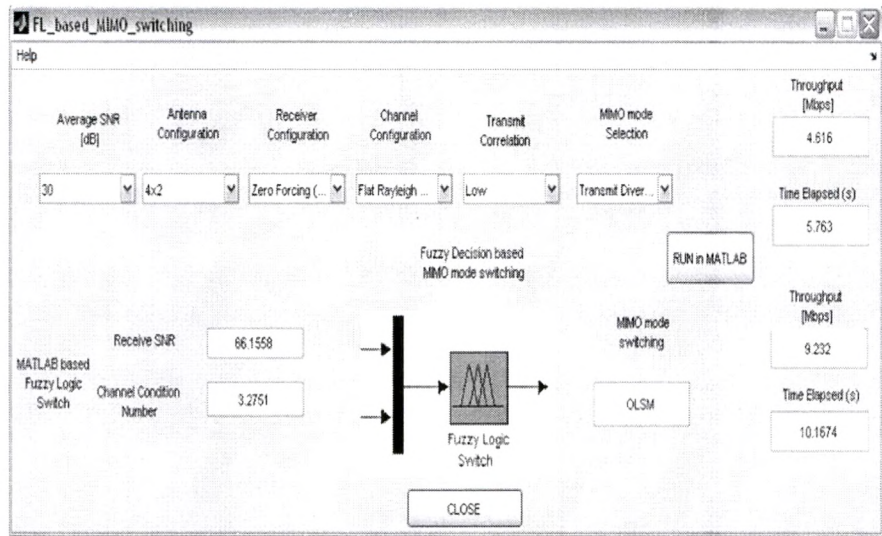 FL_based_MIMO_switching
Help
Average SNR
[dB]
30
Antenna
Configuration
4x2
Receiver
Configuration
Zero Forcing (...
Channel
Configuration
Flat Rayleigh ...
Transmit
Correlation
Low
MIMO mode
Selection
Transmit Diver...
Throughput
[Mbps]
4.616
Time Elapsed (s)
5.763
RUN in MATLAB
Fuzzy Decision based
MIMO mode switching
MATLAB based
Fuzzy Logic
Switch
Receive SNR
66.1558
Channel Condition
Number
3.2751
Fuzzy Logic
Switch
MIMO mode
switching
OLSM
Throughput
[Mbps]
9.232
Time Elapsed (s)
10.1674
CLOSE